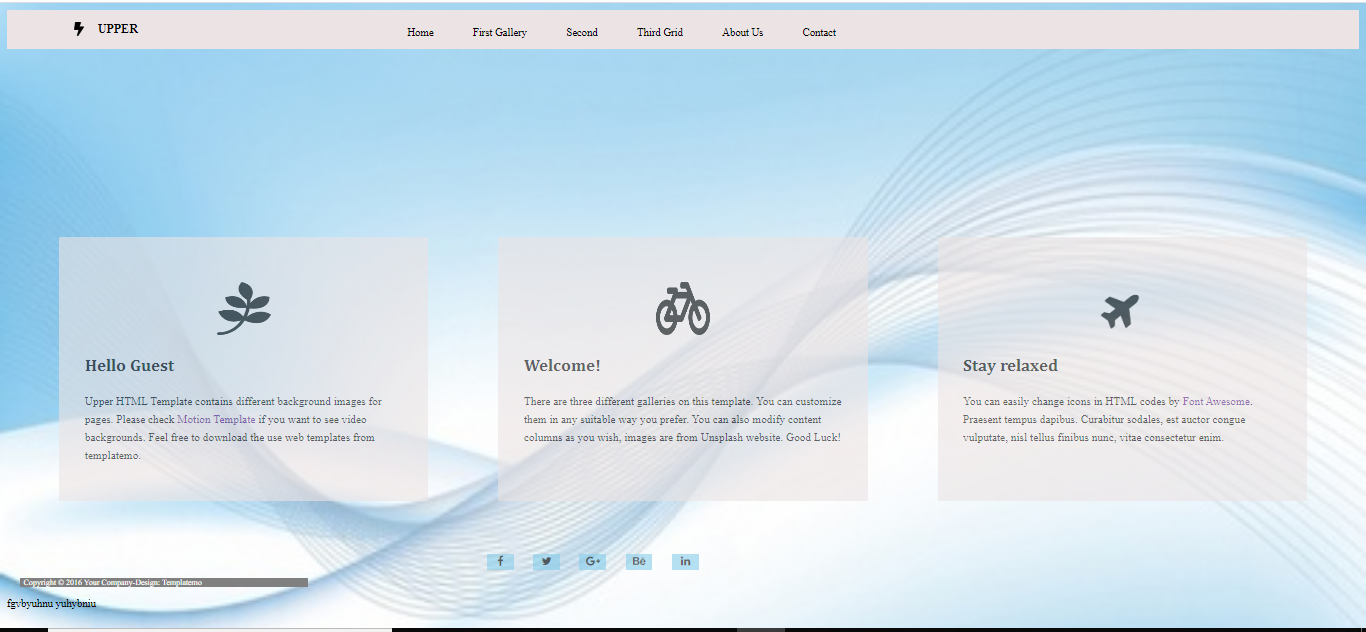 UPPER
Home First Gallery Second Third Grid About Us Contact
Hello Guest
Upper HTML Template contains different background images for
pages. Please check Motion Template if you want to see video
backgrounds. Feel free to download the use web templates from
templatemo.
Welcome!
There are three different galleries on this template. You can customize
them in any suitable way you prefer. You can also modify content
columns as you wish, images are from Unsplash website. Good Luck!
Stay relaxed
You can easily change icons in HTML codes by Font Awesome.
Praesent tempus dapibus. Curabitur sodales, est auctor congue
vulputate, nisl tellus finibus nunc, vitae consectetur enim.
f G+ Bē in
Copyright © 2016 Your Company-Design: Templatemo
fgvbyuhnu yuhybniu